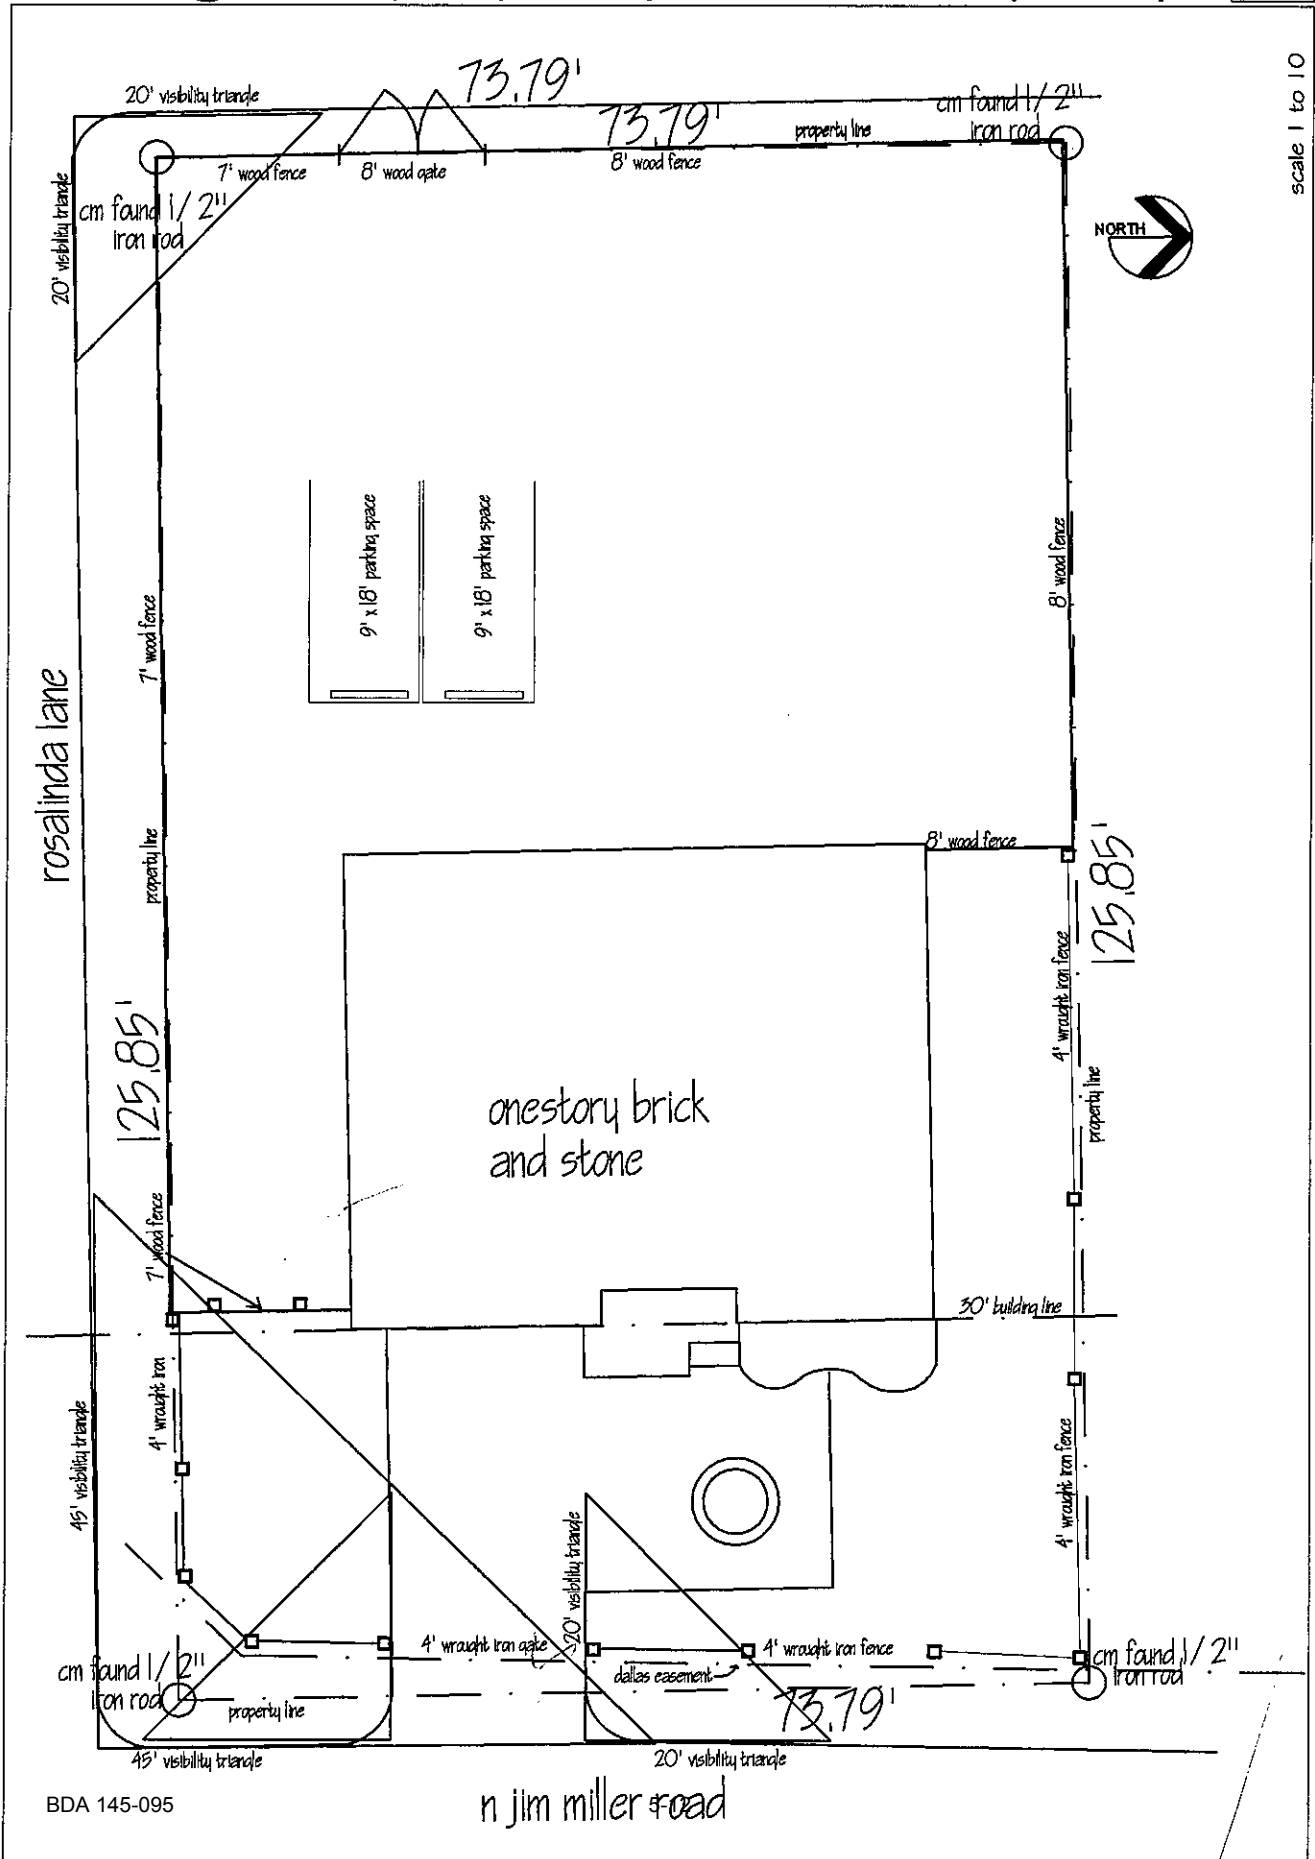 73.79'
20' visibility triangle
73.79'
cm found 1/2"
iron rod
property line
scale 1 to 10
7' wood fence
8' wood gate
8' wood fence
20' visibility triangle
cm found 1/2"
iron rod
NORTH
9' x 18' parking space
9' x 18' parking space
8' wood fence
7' wood fence
rosalinda lane
property line
8' wood fence
125.85'
4' wrought iron fence
125.85'
onestory brick
and stone
property line
7' wood fence
30' building line
4' wrought iron
45' visibility triangle
4' wrought iron fence
20' visibility triangle
4' wrought iron gate
4' wrought iron fence
dallas easement
cm found 1/2"
iron rod
cm found 1/2"
iron rod
property line
73.79'
45' visibility triangle
20' visibility triangle
BDA 145-095
n jim miller road